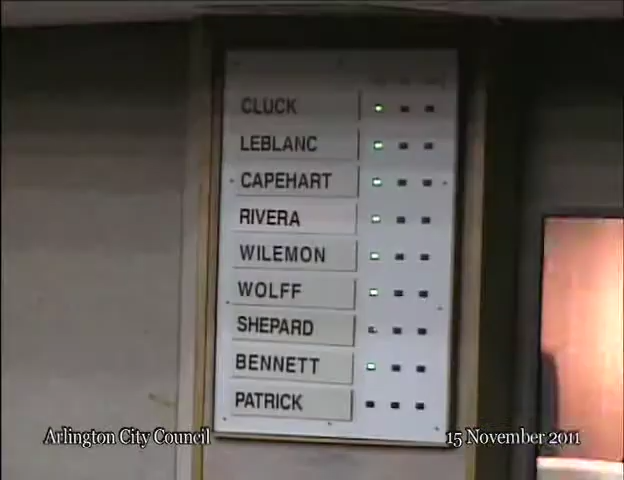 CLUCK
LEBLANC
CAPEHART
RIVERA
WILEMON
WOLFF
SHEPARD
BENNETT
PATRICK
Arlington City Council 15 November 2011